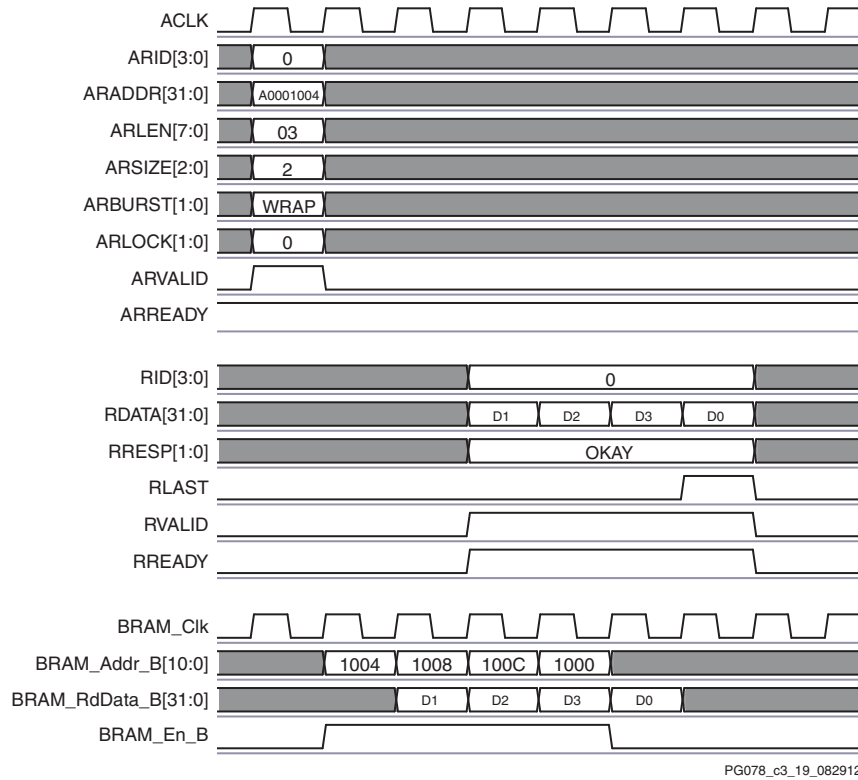 ACLK
ARID[3:0] 0
ARADDR[31:0] A0001004
ARLEN[7:0] 03
ARSIZE[2:0] 2
ARBURST[1:0] WRAP
ARLOCK[1:0] 0
ARVALID
ARREADY
RID[3:0] 0
RDATA[31:0] D1 D2 D3 D0
RRESP[1:0] OKAY
RLAST
RVALID
RREADY
BRAM_Clk
BRAM_Addr_B[10:0] 1004 1008 100C 1000
BRAM_RdData_B[31:0] D1 D2 D3 D0
BRAM_En_B
PG078_c3_19_082912